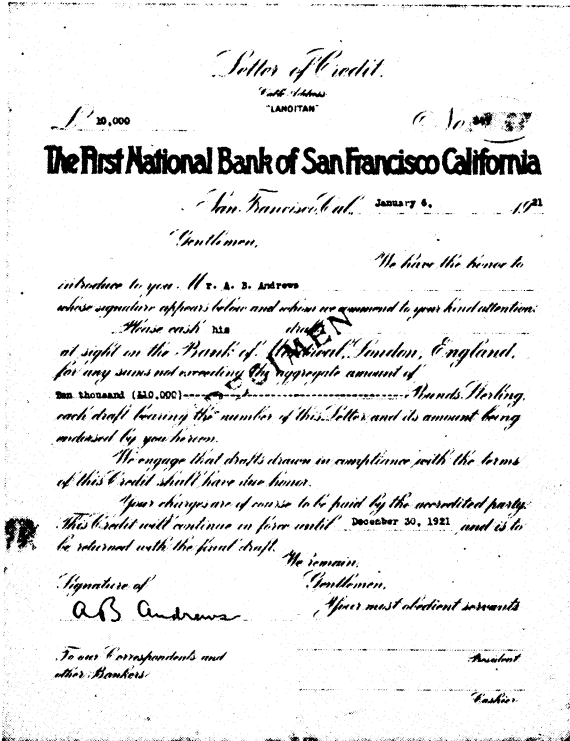 Letter of Credit.
Cable Address
"LANOITAN"
£ 10,000 No.
The First National Bank of San Francisco California
San Francisco, Cal. January 6, 1921
Gentlemen,
We have the honor to
introduce to you Mr. A. B. Andrews
whose signature appears below and whom we commend to your kind attention.
Please cash his
at sight on the Bank of Montreal, London, England,
for any sums not exceeding the aggregate amount of
Ten thousand (£10,000)---Pounds Sterling,
each draft bearing the number of this Letter and its amount being
endorsed by you hereon.
We engage that drafts drawn in compliance with the terms
of this Credit shall have due honor.
Your charges are of course to be paid by the accredited party.
This Credit will continue in force until December 30, 1921 and is to
be returned with the final draft.
We remain,
Signature of Gentlemen,
A B Andrews Your most obedient servants
To our Correspondents and President
other Bankers
Cashier
SPECIMEN